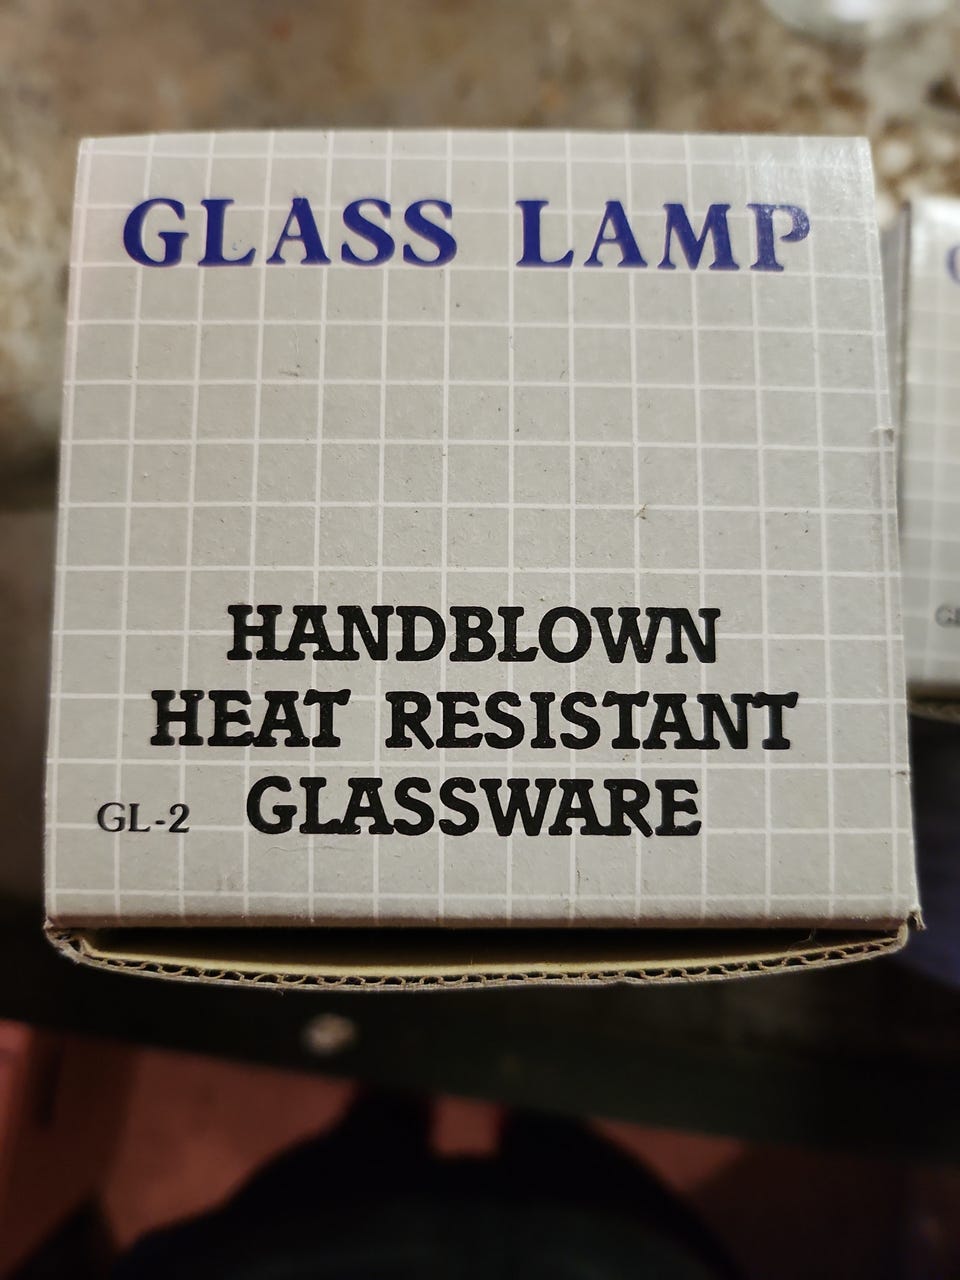 GLASS LAMP
HANDBLOWN
HEAT RESISTANT
GL-2 GLASSWARE